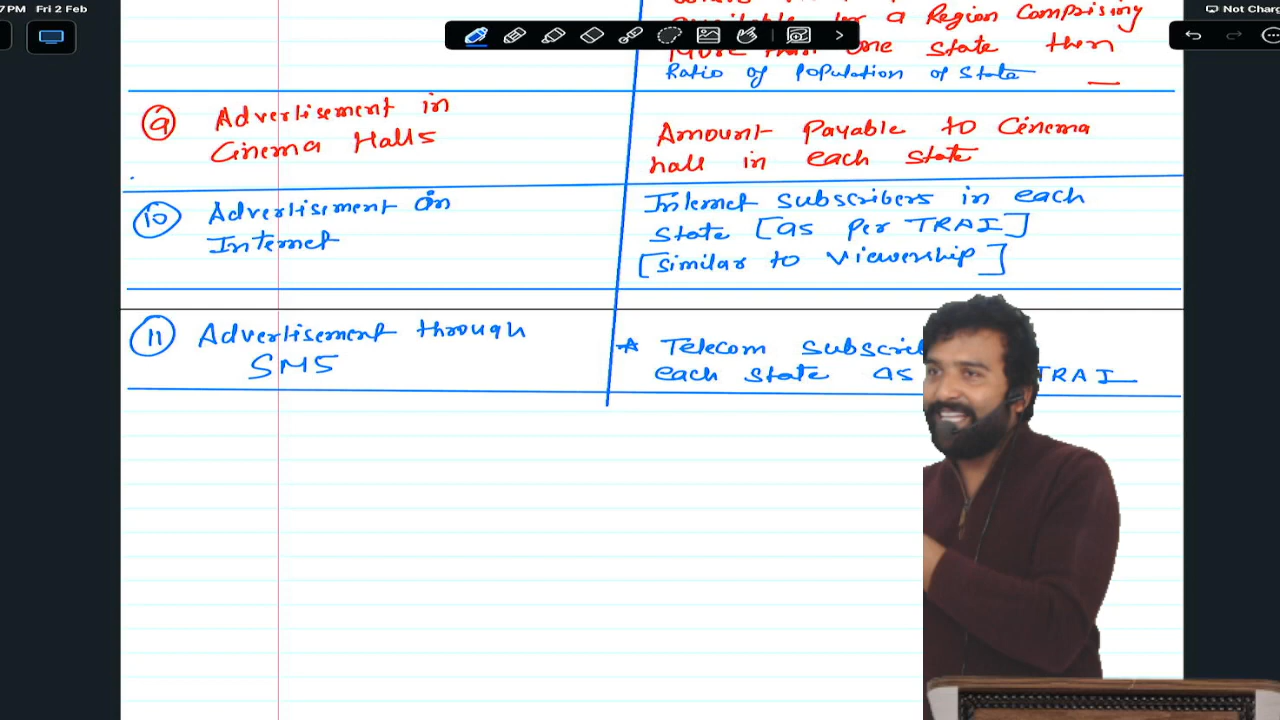 7PM Fri 2 Feb
Not Charg
a Region Comprising
one state then
Ratio of Population of State
9 Advertisement in
Cinema Halls
Amount Payable to Cinema
hall in each state
10 Advertisement on
Internet
Internet subscribers in each
state [as per TRAI]
[similar to viewership]
11 Advertisement through
SMS
* Telecom subscrib
each state as TRAI